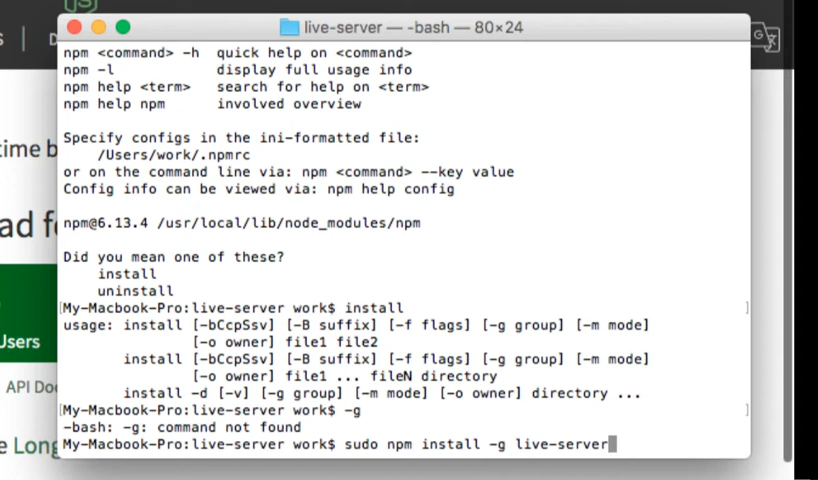 live-server — -bash — 80×24
npm <command> -h  quick help on <command>
npm -l            display full usage info
npm help <term>   search for help on <term>
npm help npm      involved overview
Specify configs in the ini-formatted file:
    /Users/work/.npmrc
or on the command line via: npm <command> --key value
Config info can be viewed via: npm help config
time b
npm@6.13.4 /usr/local/lib/node_modules/npm
ad fo
Did you mean one of these?
    install
    uninstall
[My-Macbook-Pro:live-server work$ install ]
usage: install [-bCcpSsv] [-B suffix] [-f flags] [-g group] [-m mode]
               [-o owner] file1 file2
Users
       install [-bCcpSsv] [-B suffix] [-f flags] [-g group] [-m mode]
               [-o owner] file1 ... fileN directory
API Doc
       install -d [-v] [-g group] [-m mode] [-o owner] directory ...
[My-Macbook-Pro:live-server work$ -g ]
-bash: -g: command not found
My-Macbook-Pro:live-server work$ sudo npm install -g live-server
e Long